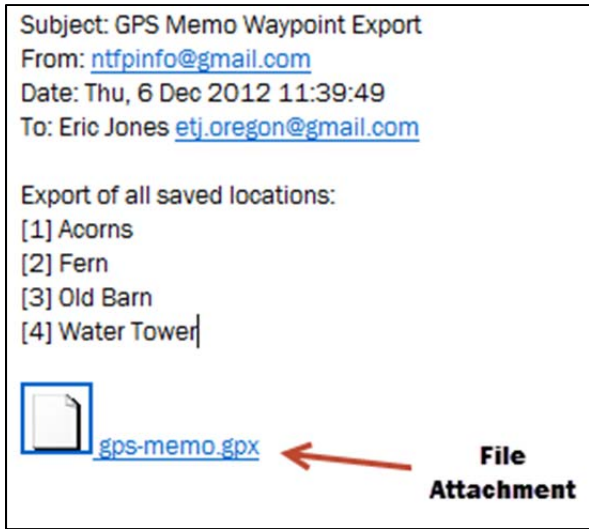 Subject: GPS Memo Waypoint Export
From: ntfpinfo@gmail.com
Date: Thu, 6 Dec 2012 11:39:49
To: Eric Jones etj.oregon@gmail.com
Export of all saved locations:
[1] Acorns
[2] Fern
[3] Old Barn
[4] Water Tower
gps-memo.gpx
File
Attachment